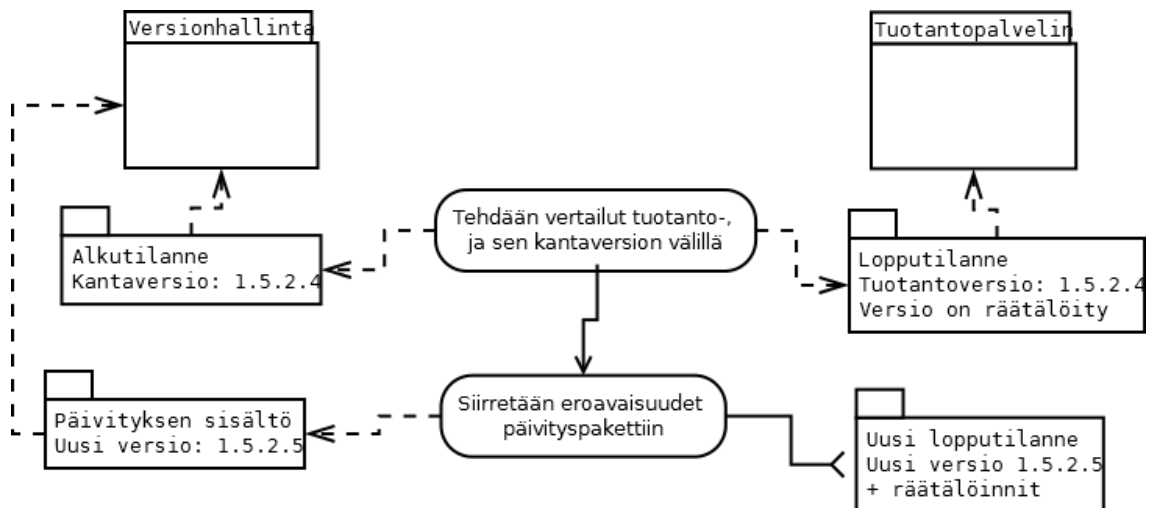 Versionhallinta
Tuotantopalvelin
Tehdään vertailut tuotanto-,
ja sen kantaversion välillä
Alkutilanne
Kantaversio: 1.5.2.4
Lopputilanne
Tuotantoversio: 1.5.2.4
Versio on räätälöity
Siirretään eroavaisuudet
päivityspakettiin
Päivityksen sisältö
Uusi versio: 1.5.2.5
Uusi lopputilanne
Uusi versio 1.5.2.5
+ räätälöinnit